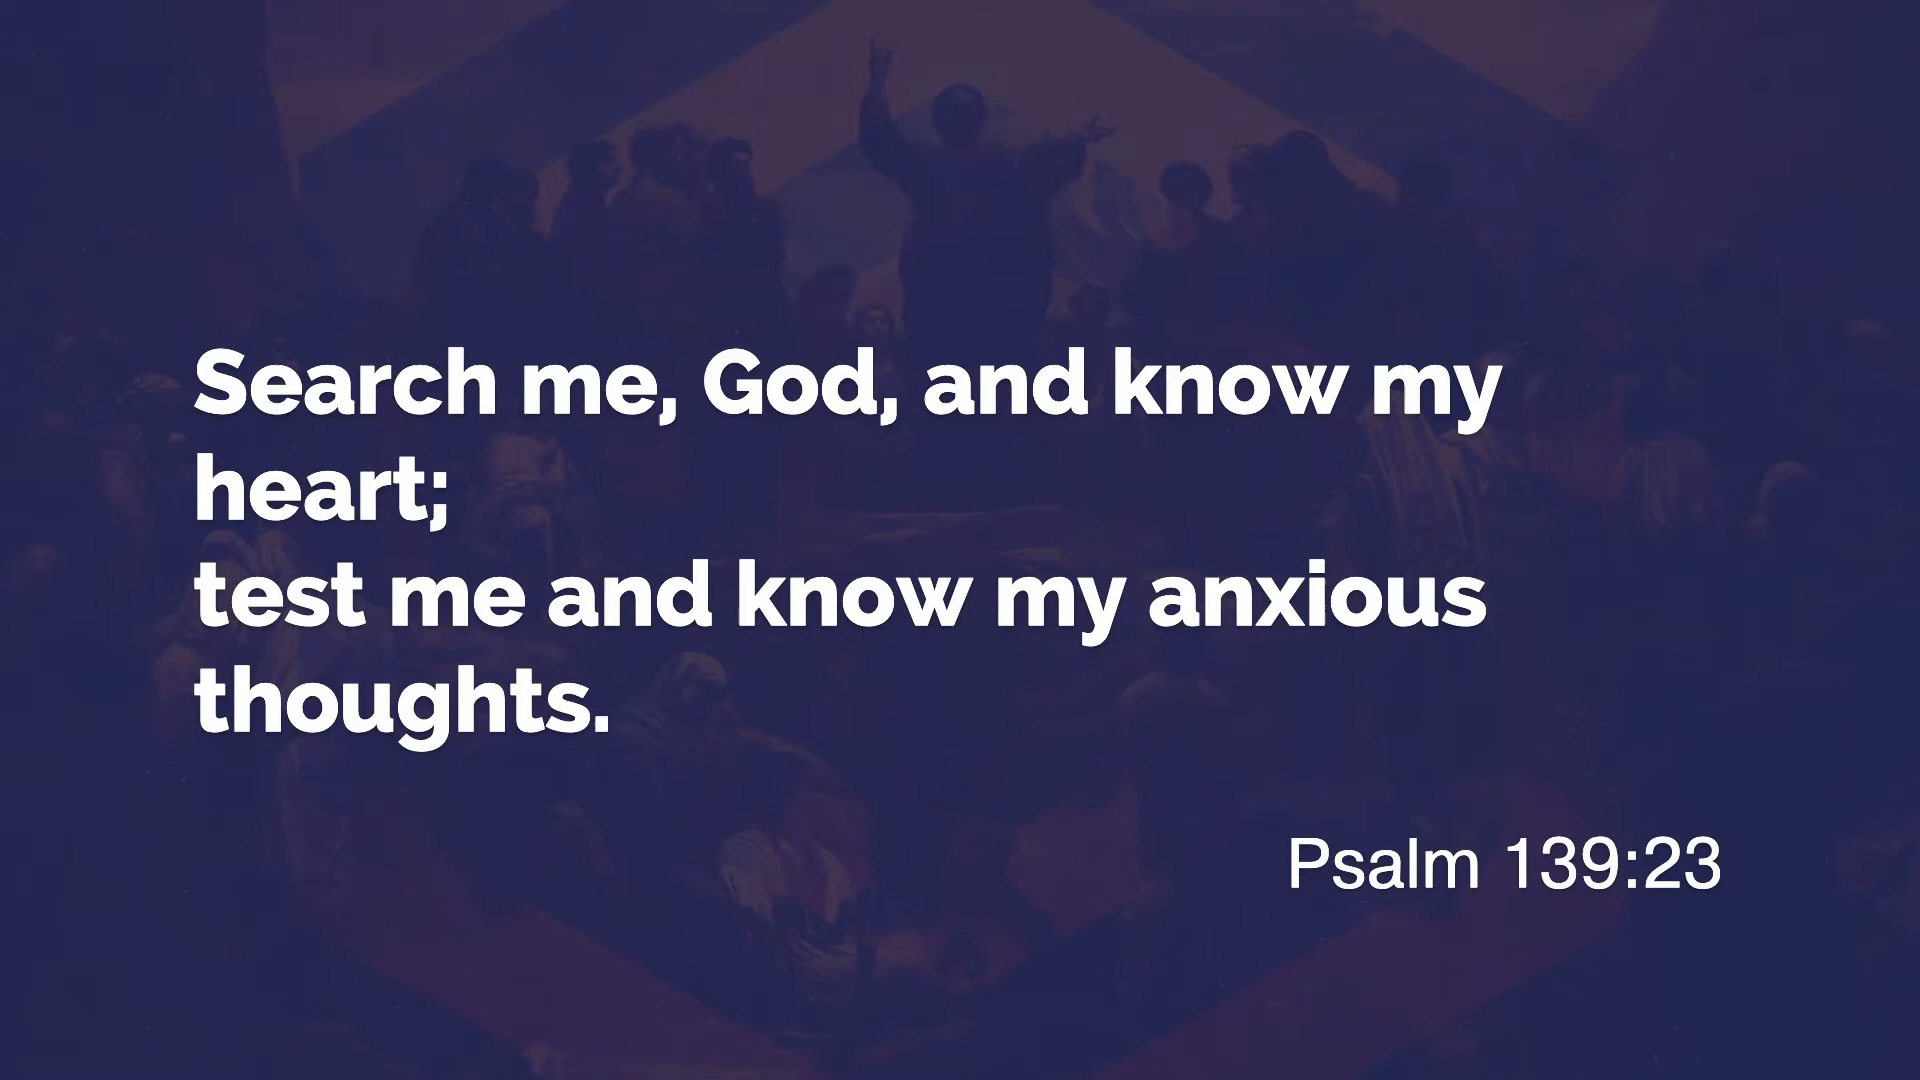 Search me, God, and know my
heart;
test me and know my anxious
thoughts.
Psalm 139:23